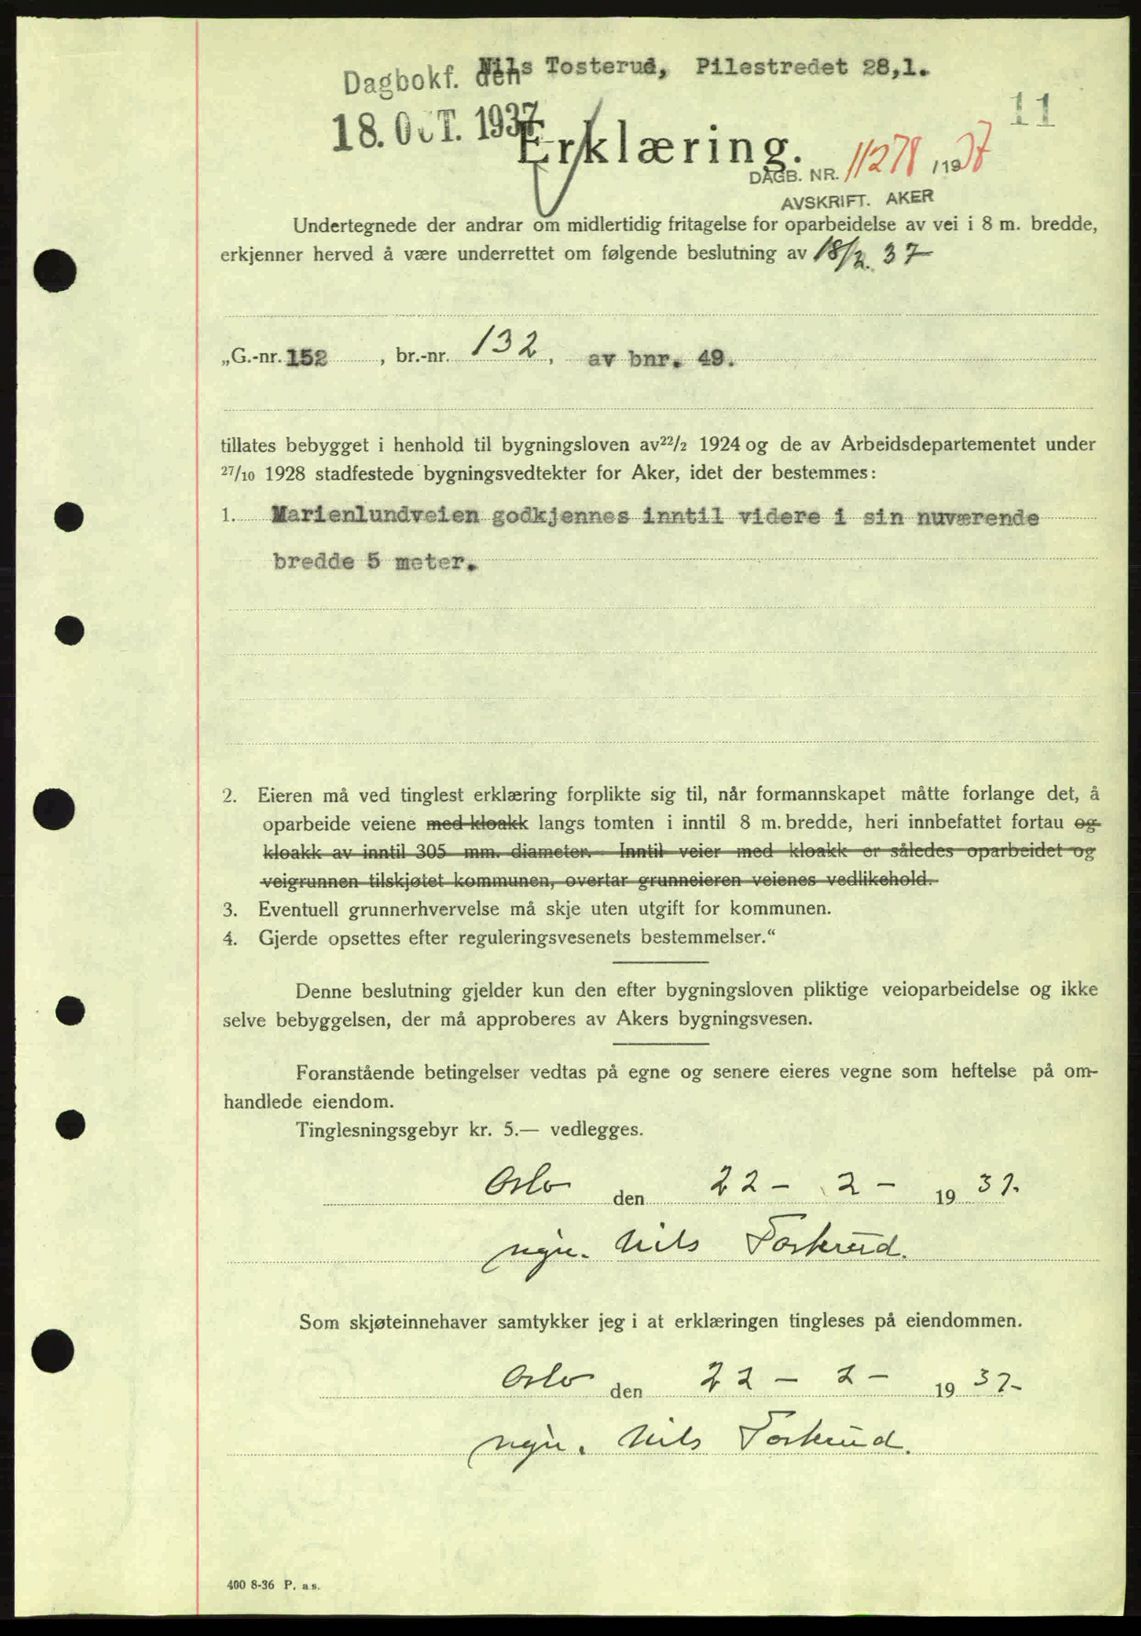 Nils Tosterud, Pilestredet 28,1.
Dagbokf. den
18. OCT. 1937
11
Erklæring.
DAGB. NR. 11278 / 1937
AVSKRIFT. AKER
Undertegnede der andrar om midlertidig fritagelse for oparbeidelse av vei i 8 m. bredde,
erkjenner herved å være underrettet om følgende beslutning av 18/2. 37
„G.-nr. 152 , br.-nr. 132, av bnr. 49.
tillates bebygget i henhold til bygningsloven av 22/2 1924 og de av Arbeidsdepartementet under
27/10 1928 stadfestede bygningsvedtekter for Aker, idet der bestemmes:
1. Marienlundveien godkjennes inntil videre i sin nuværende
bredde 5 meter.
2. Eieren må ved tinglest erklæring forplikte sig til, når formannskapet måtte forlange det, å
oparbeide veiene med kloakk langs tomten i inntil 8 m. bredde, heri innbefattet fortau og
kloakk av inntil 305 mm. diameter. Inntil veier med kloakk er således oparbeidet og
veigrunnen tilskjøtet kommunen, overtar grunneieren veienes vedlikehold.
3. Eventuell grunnerhvervelse må skje uten utgift for kommunen.
4. Gjerde opsettes efter reguleringsvesenets bestemmelser.“
Denne beslutning gjelder kun den efter bygningsloven pliktige veioparbeidelse og ikke
selve bebyggelsen, der må approberes av Akers bygningsvesen.
Foranstående betingelser vedtas på egne og senere eieres vegne som heftelse på om-
handlede eiendom.
Tinglesningsgebyr kr. 5.— vedlegges.
Oslo den 22 - 2 - 1937.
Nils Tosterud.
Som skjøteinnehaver samtykker jeg i at erklæringen tingleses på eiendommen.
Oslo den 22 - 2 - 1937-
Nils Tosterud.
400 8-36 P. a.s.